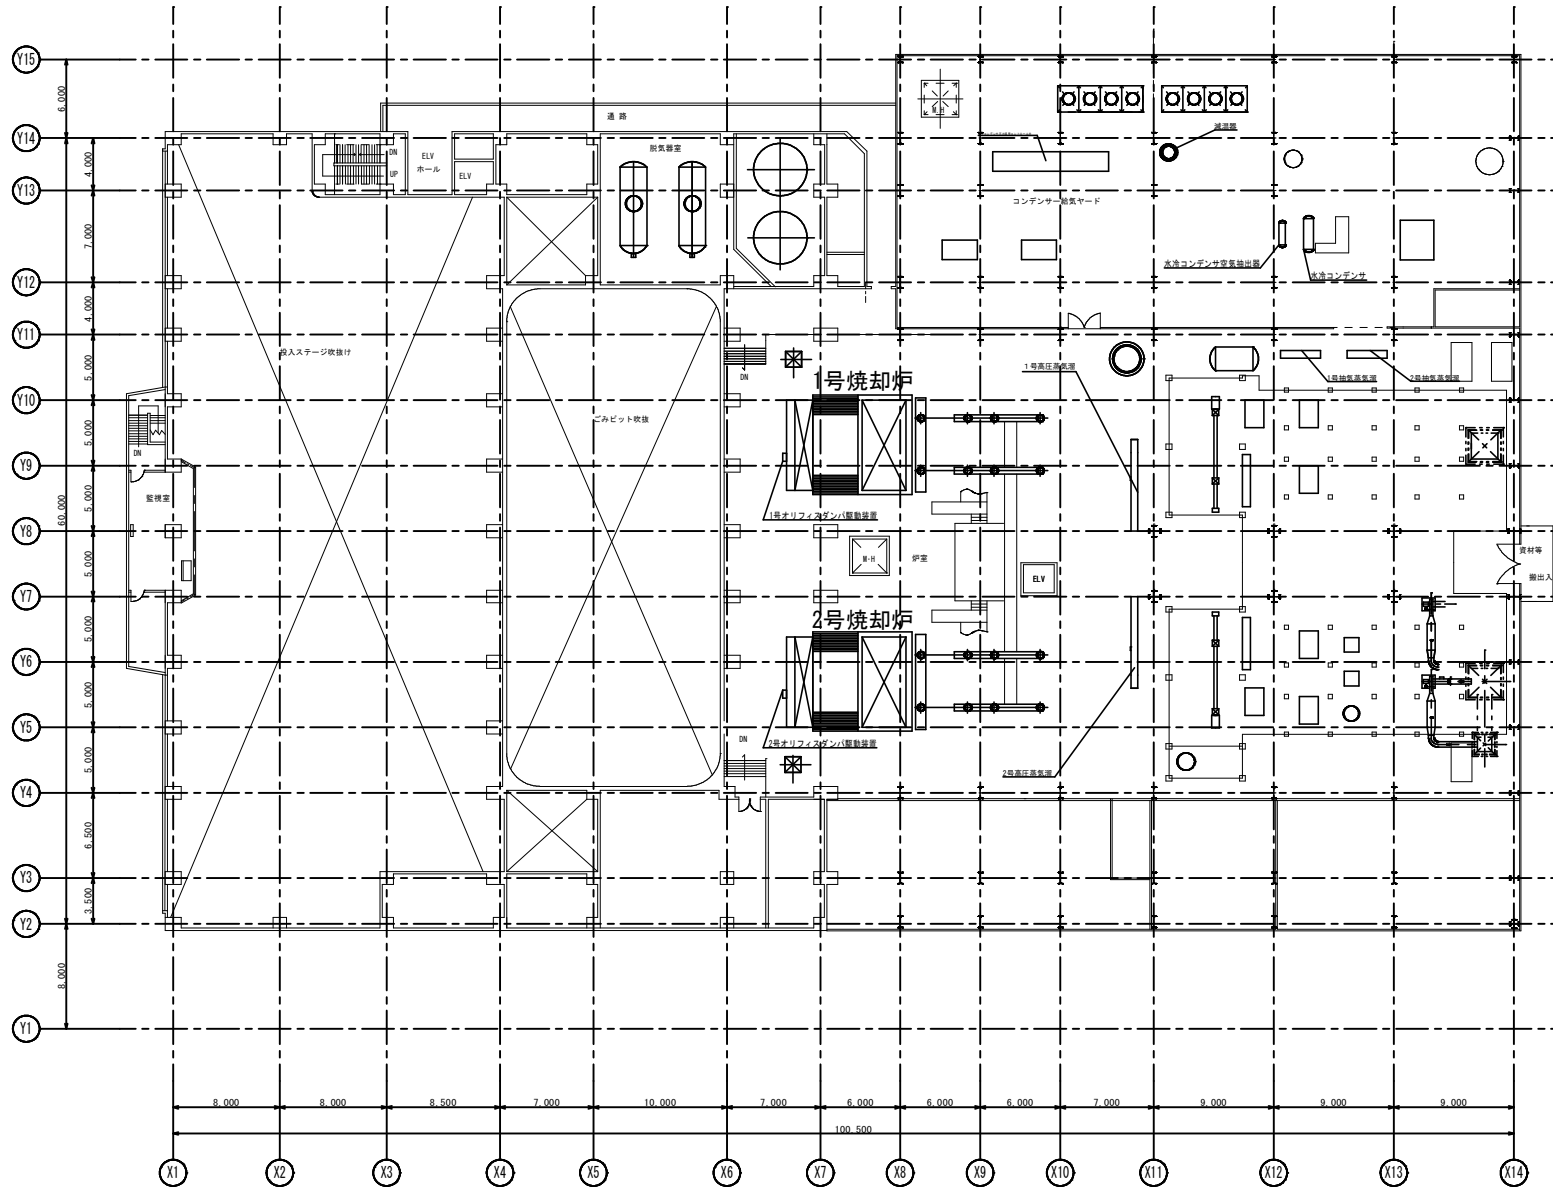 Y15
6,000
通 路
M・H
Y14
減温器
脱気器室
DN
ELV
ホール
4,000
UP
ELV
Y13
コンデンサー給気ヤード
7,000
水冷コンデンサ空気抽出器
水冷コンデンサ
Y12
4,000
Y11
投入ステージ吹抜け
5,000
DN
1号焼却炉
1号高圧蒸気溜
1号抽気蒸気溜
2号抽気蒸気溜
Y10
ごみピット吹抜
5,000
DN
Y9
監視室
5,000
60,000
1号オリフィスダンパ駆動装置
Y8
5,000
M・H
炉室
ELV
資材等
搬出入
Y7
2号焼却炉
5,000
Y6
5,000
Y5
DN
2号オリフィスダンパ駆動装置
5,000
2号高圧蒸気溜
Y4
6,500
Y3
3,500
Y2
8,000
Y1
8,000
8,000
8,500
7,000
10,000
7,000
6,000
6,000
6,000
7,000
9,000
9,000
9,000
100,500
X1
X2
X3
X4
X5
X6
X7
X8
X9
X10
X11
X12
X13
X14